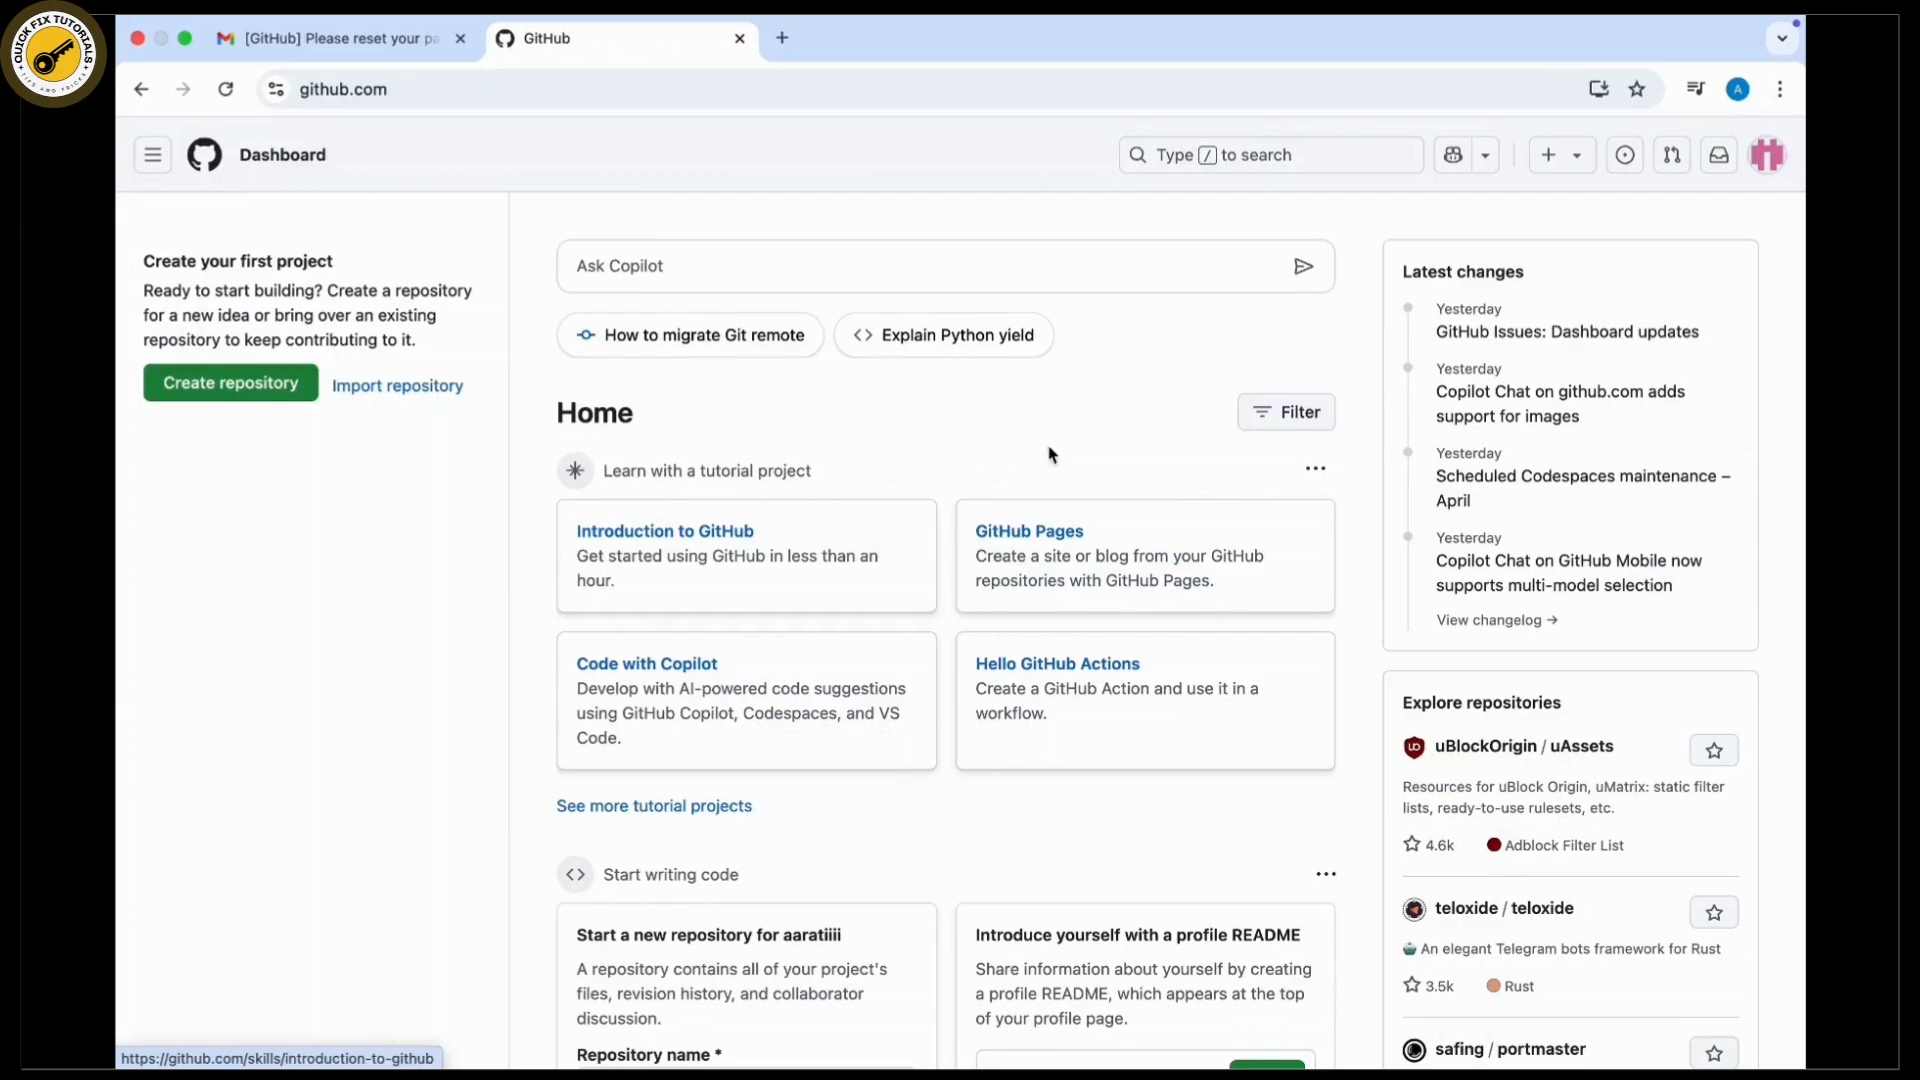 QUICK FIX TUTORIALS
TIPS AND TRICKS
[GitHub] Please reset your pa
GitHub
github.com
A
Dashboard
Type / to search
Create your first project
Ready to start building? Create a repository
for a new idea or bring over an existing
repository to keep contributing to it.
Create repository
Import repository
Ask Copilot
How to migrate Git remote
Explain Python yield
Home
Filter
Learn with a tutorial project
Introduction to GitHub
Get started using GitHub in less than an
hour.
GitHub Pages
Create a site or blog from your GitHub
repositories with GitHub Pages.
Code with Copilot
Develop with AI-powered code suggestions
using GitHub Copilot, Codespaces, and VS
Code.
Hello GitHub Actions
Create a GitHub Action and use it in a
workflow.
See more tutorial projects
Start writing code
Start a new repository for aaratiiii
A repository contains all of your project's
files, revision history, and collaborator
discussion.
Repository name *
Introduce yourself with a profile README
Share information about yourself by creating
a profile README, which appears at the top
of your profile page.
Latest changes
Yesterday
GitHub Issues: Dashboard updates
Yesterday
Copilot Chat on github.com adds
support for images
Yesterday
Scheduled Codespaces maintenance –
April
Yesterday
Copilot Chat on GitHub Mobile now
supports multi-model selection
View changelog →
Explore repositories
uBlockOrigin / uAssets
Resources for uBlock Origin, uMatrix: static filter
lists, ready-to-use rulesets, etc.
4.6k
Adblock Filter List
teloxide / teloxide
An elegant Telegram bots framework for Rust
3.5k
Rust
safing / portmaster
https://github.com/skills/introduction-to-github